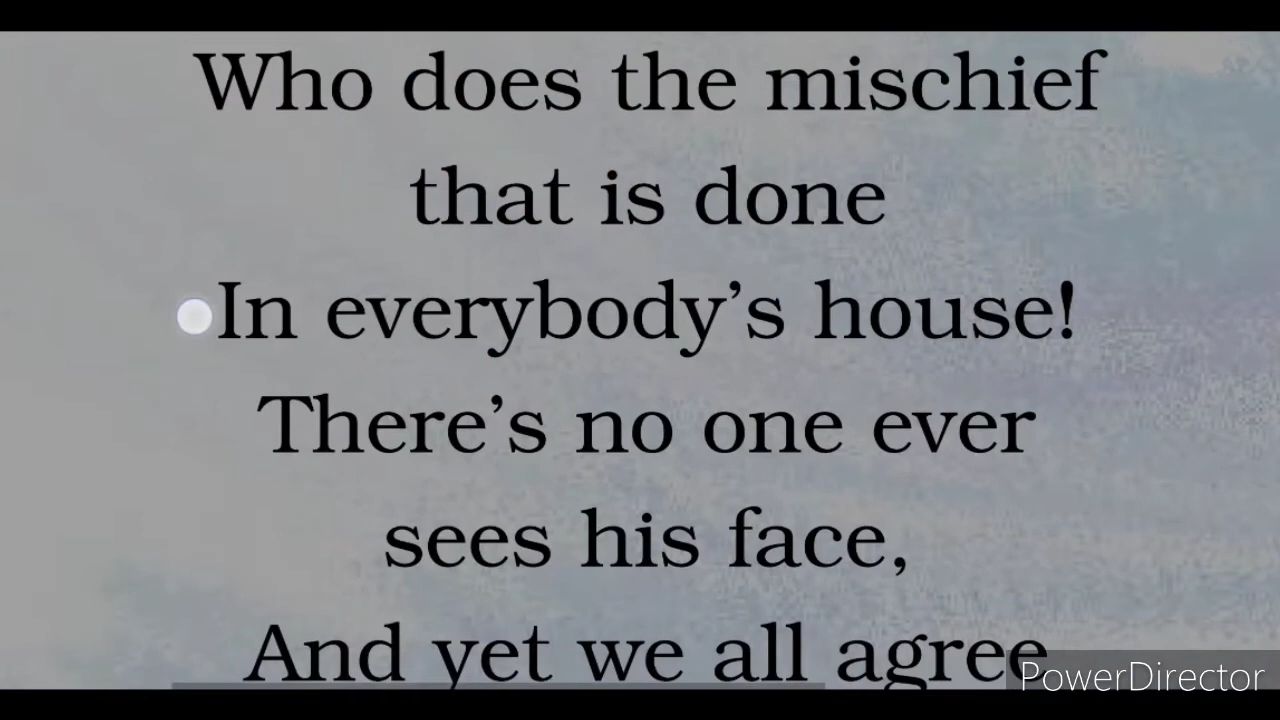 Who does the mischief
that is done
In everybody’s house!
There’s no one ever
sees his face,
And yet we all agree
PowerDirector